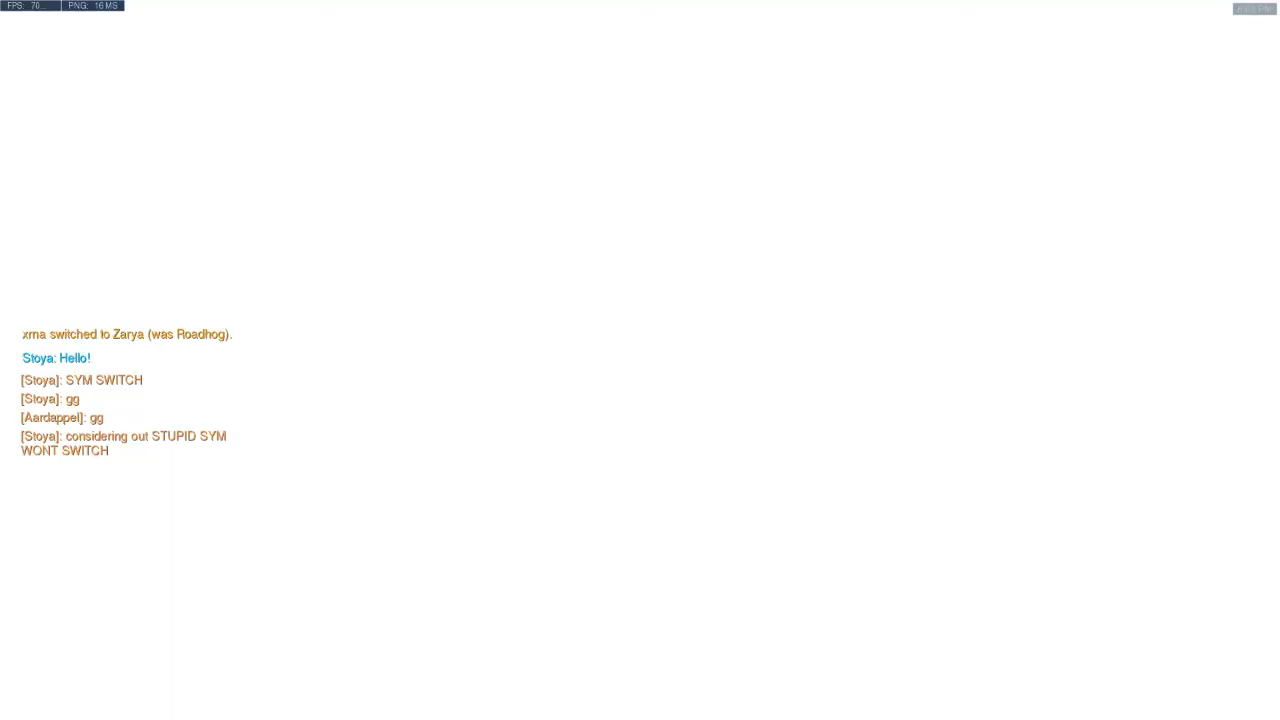 FPS: 70... PNG: 16 MS
xrna switched to Zarya (was Roadhog).
Stoya: Hello!
[Stoya]: SYM SWITCH
[Stoya]: gg
[Aardappel]: gg
[Stoya]: considering out STUPID SYM
WONT SWITCH